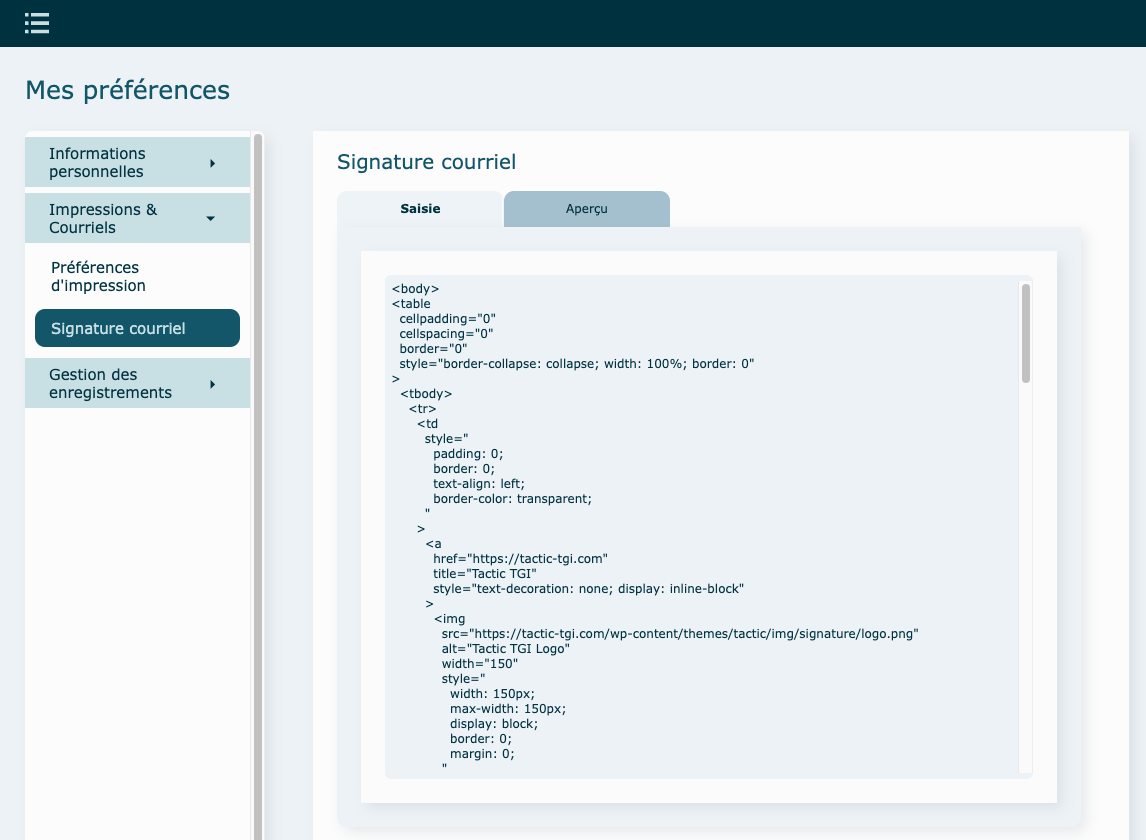 Mes préférences
Informations
personnelles
Impressions &
Courriels
Préférences
d'impression
Signature courriel
Gestion des
enregistrements
Signature courriel
Saisie
Aperçu
<body>
<table
  cellpadding="0"
  cellspacing="0"
  border="0"
  style="border-collapse: collapse; width: 100%; border: 0"
>
  <tbody>
    <tr>
      <td
        style="
          padding: 0;
          border: 0;
          text-align: left;
          border-color: transparent;
        "
      >
        <a
          href="https://tactic-tgi.com"
          title="Tactic TGI"
          style="text-decoration: none; display: inline-block"
        >
          <img
            src="https://tactic-tgi.com/wp-content/themes/tactic/img/signature/logo.png"
            alt="Tactic TGI Logo"
            width="150"
            style="
              width: 150px;
              max-width: 150px;
              display: block;
              border: 0;
              margin: 0;
            "